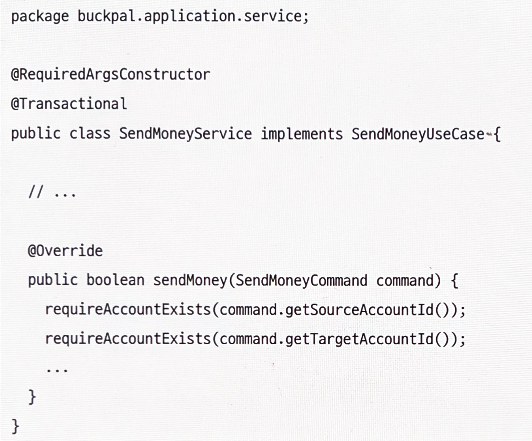 package buckpal.application.service;
@RequiredArgsConstructor
@Transactional
public class SendMoneyService implements SendMoneyUseCase {
// ...
@Override
public boolean sendMoney(SendMoneyCommand command) {
requireAccountExists(command.getSourceAccountId());
requireAccountExists(command.getTargetAccountId());
...
}
}